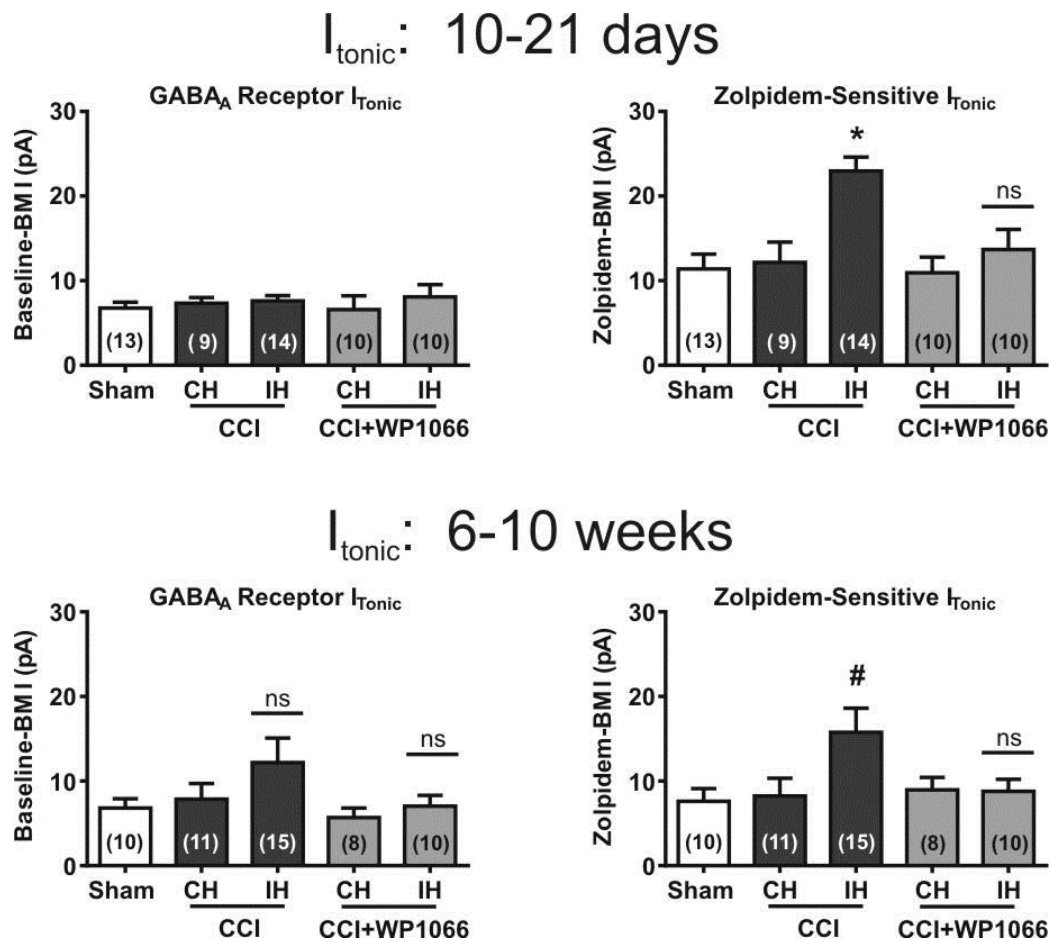 Itonic: 10-21 days
GABAA Receptor ITonic
Baseline-BMI (pA)
30
20
10
0
(13)
( 9)
(14)
(10)
(10)
Sham
CH
IH
CH
IH
CCI
CCI+WP1066
Zolpidem-Sensitive ITonic
Zolpidem-BMI (pA)
30
20
10
0
*
ns
(13)
( 9)
(14)
(10)
(10)
Sham
CH
IH
CH
IH
CCI
CCI+WP1066
Itonic: 6-10 weeks
GABAA Receptor ITonic
Baseline-BMI (pA)
30
20
10
0
ns
ns
(10)
(11)
(15)
(8)
(10)
Sham
CH
IH
CH
IH
CCI
CCI+WP1066
Zolpidem-Sensitive ITonic
Zolpidem-BMI (pA)
30
20
10
0
#
ns
(10)
(11)
(15)
(8)
(10)
Sham
CH
IH
CH
IH
CCI
CCI+WP1066